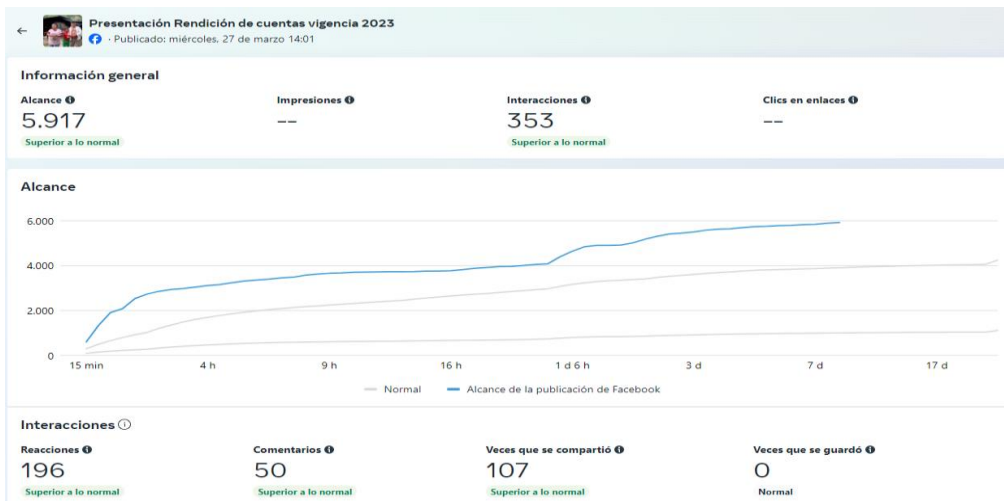 Presentación Rendición de cuentas vigencia 2023
· Publicado: miércoles, 27 de marzo 14:01
Información general
Alcance Impresiones Interacciones Clics en enlaces
5.917 -- 353 --
Superior a lo normal Superior a lo normal
Alcance
6.000
4.000
2.000
0
15 min 4 h 9 h 16 h 1 d 6 h 3 d 7 d 17 d
Normal Alcance de la publicación de Facebook
Interacciones
Reacciones Comentarios Veces que se compartió Veces que se guardó
196 50 107 0
Superior a lo normal Superior a lo normal Superior a lo normal Normal